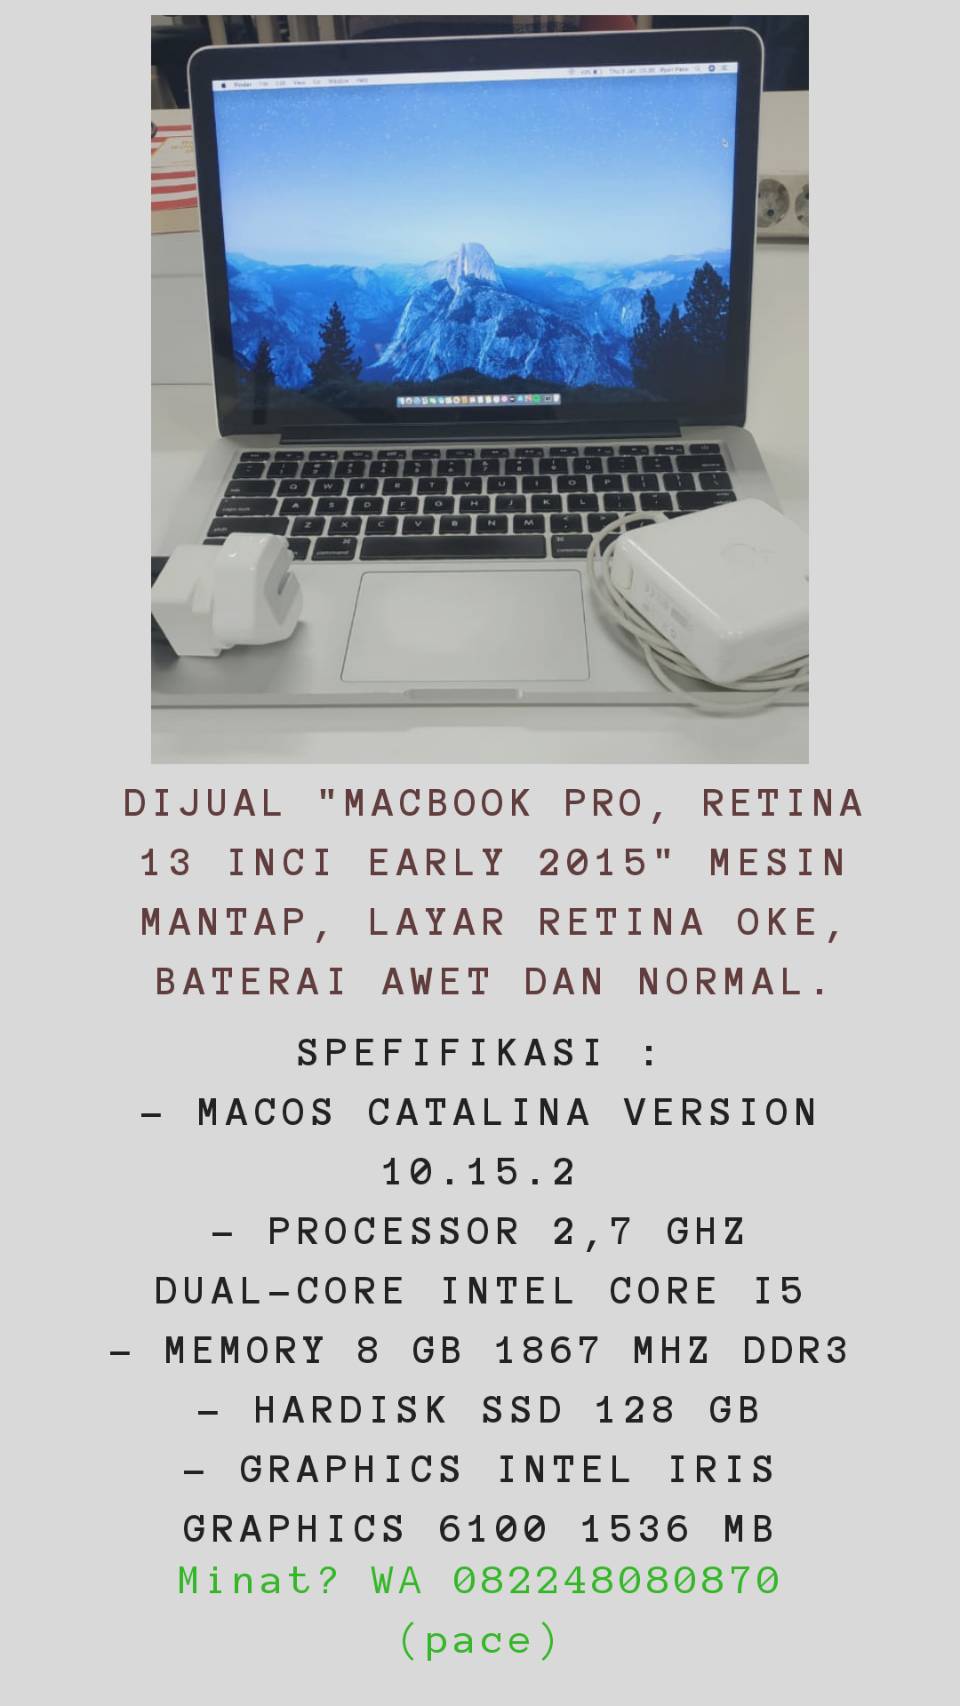 DIJUAL "MACBOOK PRO, RETINA
13 INCI EARLY 2015" MESIN
MANTAP, LAYAR RETINA OKE,
BATERAI AWET DAN NORMAL.
SPEFIFIKASI :
- MACOS CATALINA VERSION
10.15.2
- PROCESSOR 2,7 GHZ
DUAL-CORE INTEL CORE I5
- MEMORY 8 GB 1867 MHZ DDR3
- HARDISK SSD 128 GB
- GRAPHICS INTEL IRIS
GRAPHICS 6100 1536 MB
Minat? WA 082248080870
(pace)